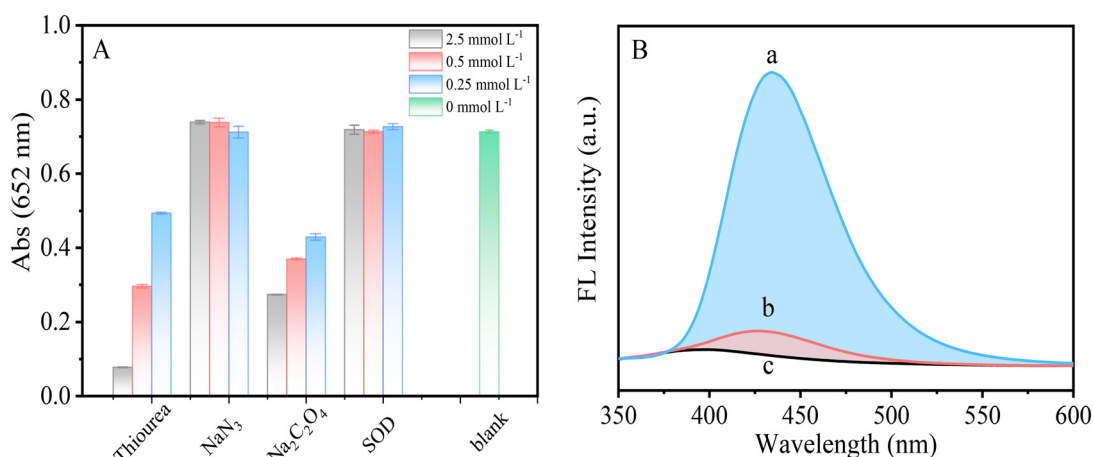 A
1.0
0.8
0.6
0.4
0.2
0.0
Abs (652 nm)
2.5 mmol L⁻¹
0.5 mmol L⁻¹
0.25 mmol L⁻¹
0 mmol L⁻¹
Thiourea
NaN₃
Na₂C₂O₄
SOD
blank
B
a
b
c
FL Intensity (a.u.)
350 400 450 500 550 600
Wavelength (nm)